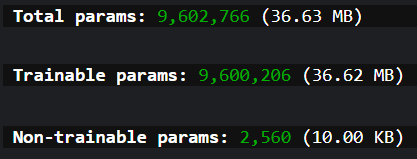 Total params: 9,602,766 (36.63 MB)
Trainable params: 9,600,206 (36.62 MB)
Non-trainable params: 2,560 (10.00 KB)